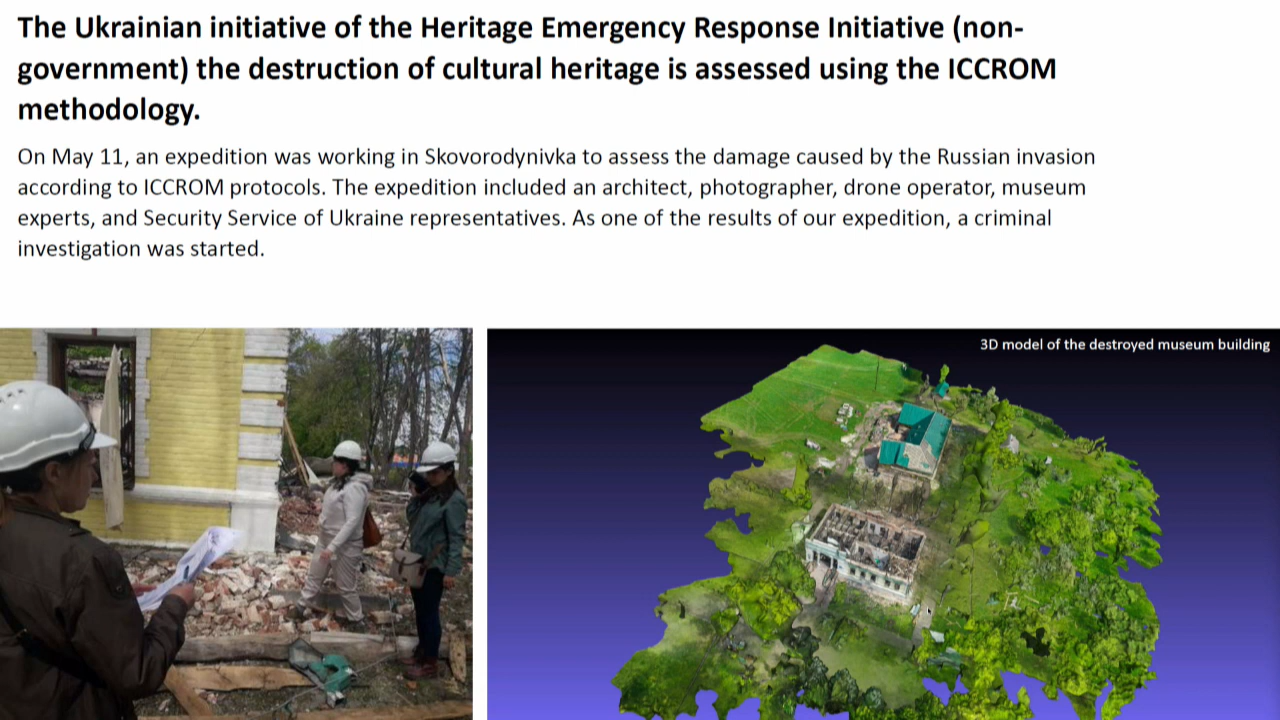 The Ukrainian initiative of the Heritage Emergency Response Initiative (non-
government) the destruction of cultural heritage is assessed using the ICCROM
methodology.
On May 11, an expedition was working in Skovorodynivka to assess the damage caused by the Russian invasion
according to ICCROM protocols. The expedition included an architect, photographer, drone operator, museum
experts, and Security Service of Ukraine representatives. As one of the results of our expedition, a criminal
investigation was started.
3D model of the destroyed museum building